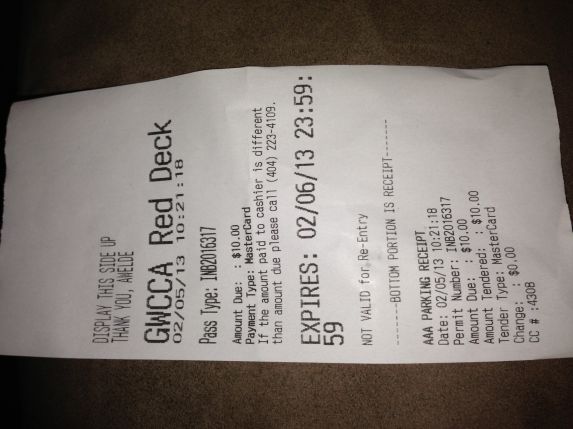 DISPLAY THIS SIDE UP
THANK YOU, AWELDE
GWCCA Red Deck
02/05/13 10:21:18
Pass Type: INB2016317
Amount Due: : $10.00
Payment Type: MasterCard
If the amount paid to cashier is different
than amount due please call (404) 223-4109.
EXPIRES: 02/06/13 23:59:
59
NOT VALID for Re-Entry
--------BOTTOM PORTION IS RECEIPT-------
AAA PARKING RECEIPT
Date: 02/05/13 10:21:18
Permit Number: INB2016317
Amount Due: : $10.00
Amount Tendered: : $10.00
Tender Type: MasterCard
Change: : $0.00
CC # :4308